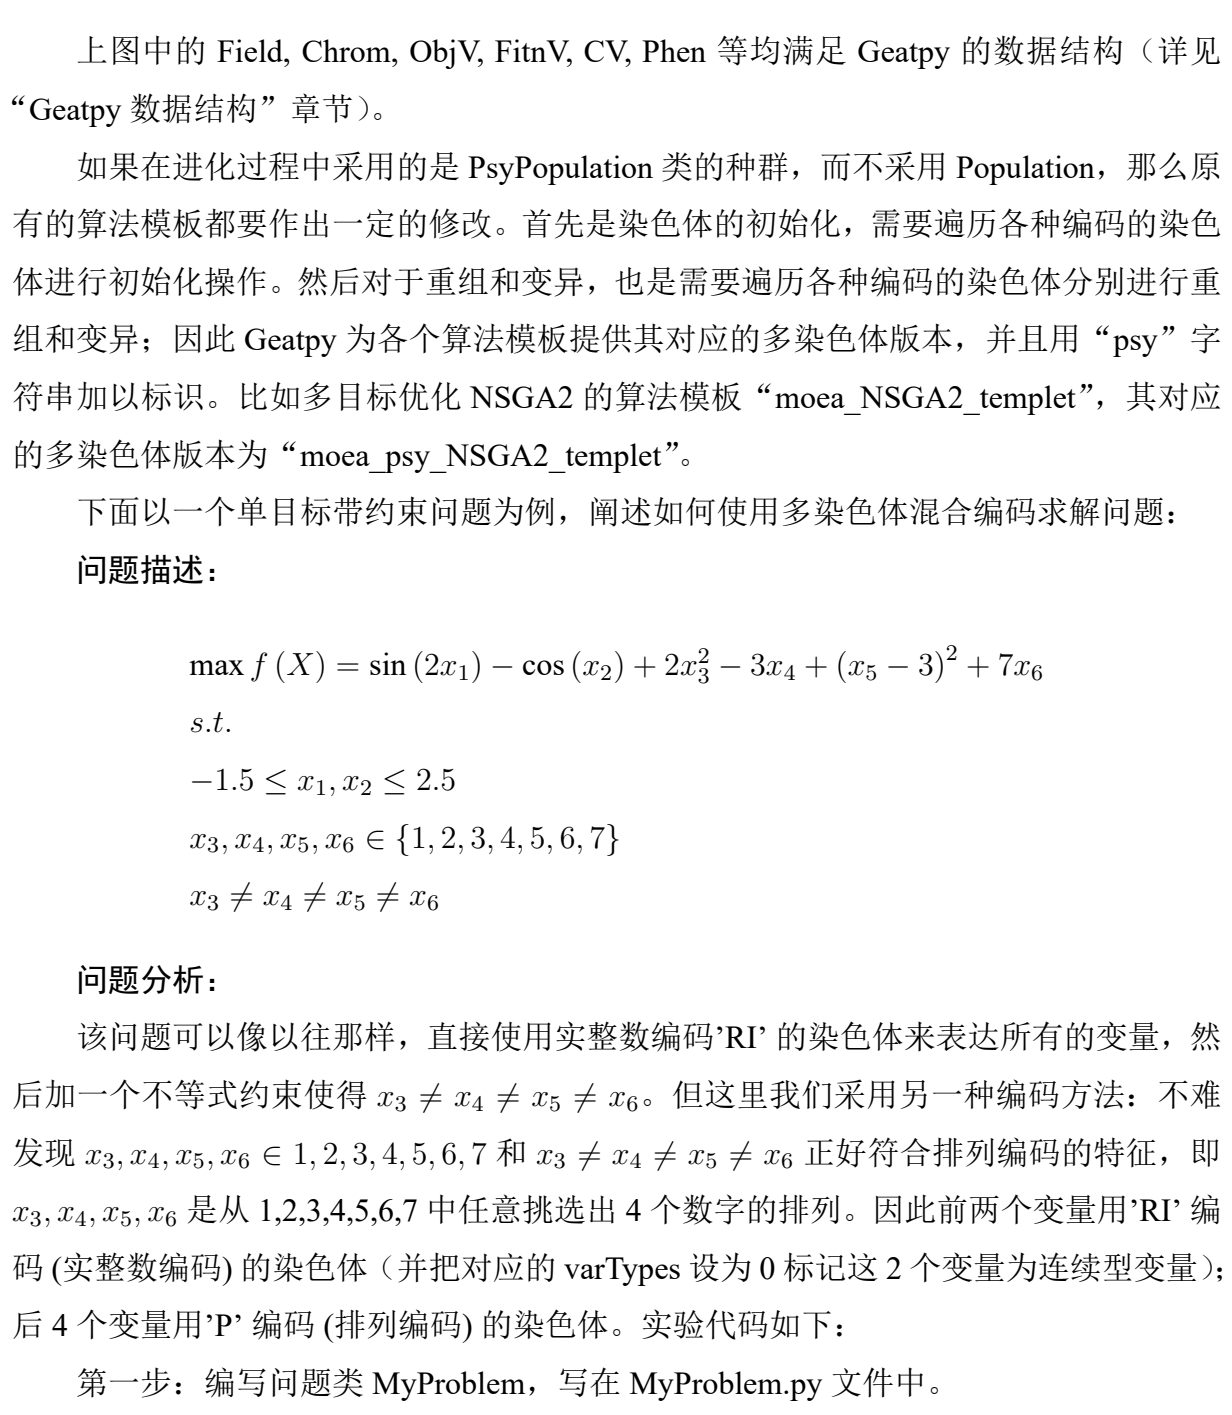 上图中的 Field, Chrom, ObjV, FitnV, CV, Phen 等均满足 Geatpy 的数据结构（详见
“Geatpy 数据结构”章节）。
如果在进化过程中采用的是 PsyPopulation 类的种群，而不采用 Population，那么原
有的算法模板都要作出一定的修改。首先是染色体的初始化，需要遍历各种编码的染色
体进行初始化操作。然后对于重组和变异，也是需要遍历各种编码的染色体分别进行重
组和变异；因此 Geatpy 为各个算法模板提供其对应的多染色体版本，并且用“psy”字
符串加以标识。比如多目标优化 NSGA2 的算法模板“moea_NSGA2_templet”，其对应
的多染色体版本为“moea_psy_NSGA2_templet”。
下面以一个单目标带约束问题为例，阐述如何使用多染色体混合编码求解问题：
问题描述：
max f (X) = sin (2x₁) − cos (x₂) + 2x₃² − 3x₄ + (x₅ − 3)² + 7x₆
s.t.
−1.5 ≤ x₁, x₂ ≤ 2.5
x₃, x₄, x₅, x₆ ∈ {1, 2, 3, 4, 5, 6, 7}
x₃ ≠ x₄ ≠ x₅ ≠ x₆
问题分析：
该问题可以像以往那样，直接使用实整数编码’RI’ 的染色体来表达所有的变量，然
后加一个不等式约束使得 x₃ ≠ x₄ ≠ x₅ ≠ x₆。但这里我们采用另一种编码方法：不难
发现 x₃, x₄, x₅, x₆ ∈ 1, 2, 3, 4, 5, 6, 7 和 x₃ ≠ x₄ ≠ x₅ ≠ x₆ 正好符合排列编码的特征，即
x₃, x₄, x₅, x₆ 是从 1,2,3,4,5,6,7 中任意挑选出 4 个数字的排列。因此前两个变量用’RI’ 编
码 (实整数编码) 的染色体（并把对应的 varTypes 设为 0 标记这 2 个变量为连续型变量）；
后 4 个变量用’P’ 编码 (排列编码) 的染色体。实验代码如下：
第一步：编写问题类 MyProblem，写在 MyProblem.py 文件中。